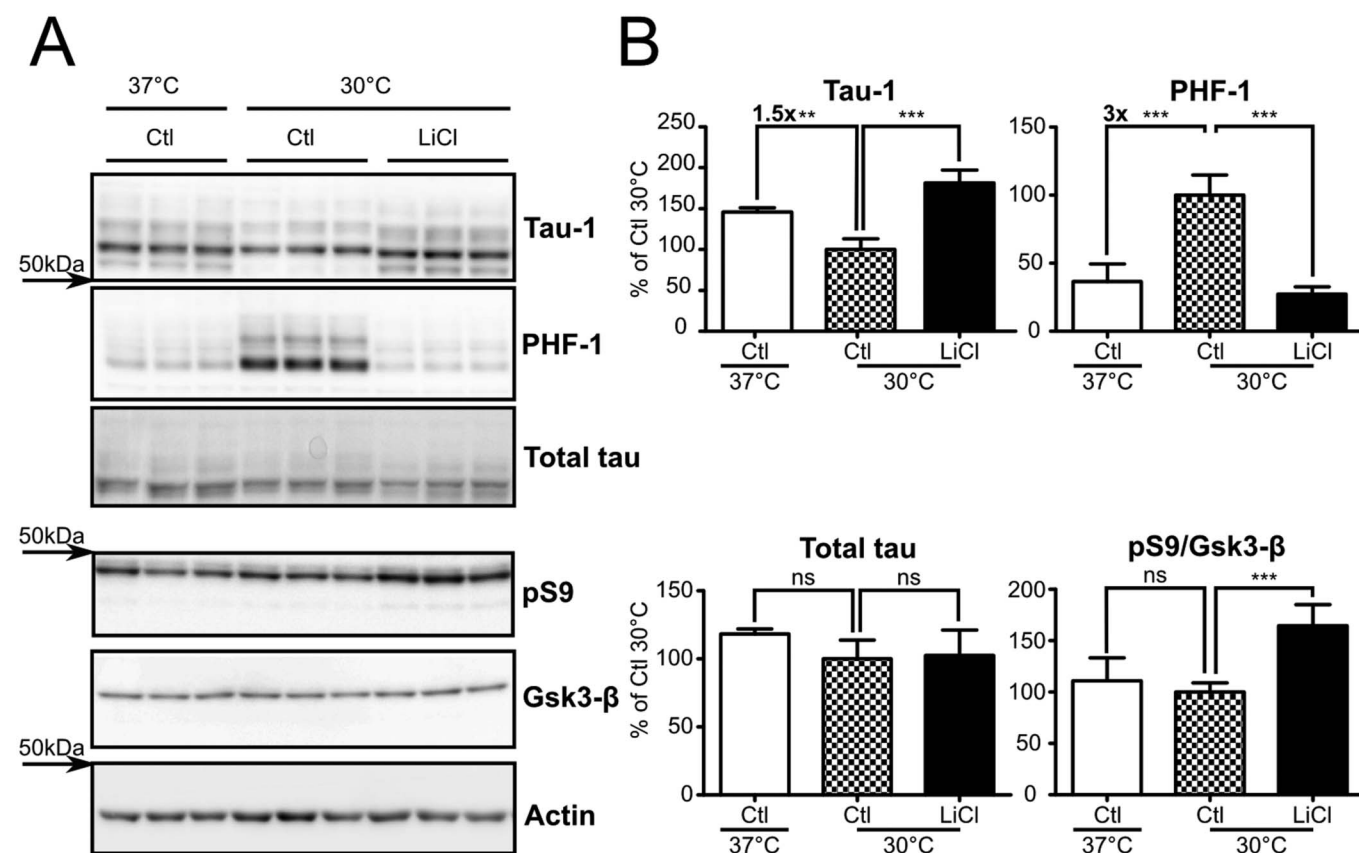 A
37°C 30°C
Ctl Ctl LiCl
Tau-1
50kDa
PHF-1
Total tau
50kDa
pS9
Gsk3-β
50kDa
Actin
B
Tau-1
% of Ctl 30°C
250
200
150
100
50
0
1.5x ** ***
Ctl Ctl LiCl
37°C 30°C
PHF-1
150
100
50
0
3x *** ***
Ctl Ctl LiCl
37°C 30°C
Total tau
% of Ctl 30°C
150
100
50
0
ns ns
Ctl Ctl LiCl
37°C 30°C
pS9/Gsk3-β
200
150
100
50
0
ns ***
Ctl Ctl LiCl
37°C 30°C